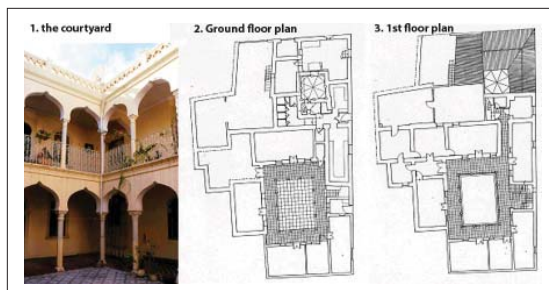 1. the courtyard
2. Ground floor plan
3. 1st floor plan